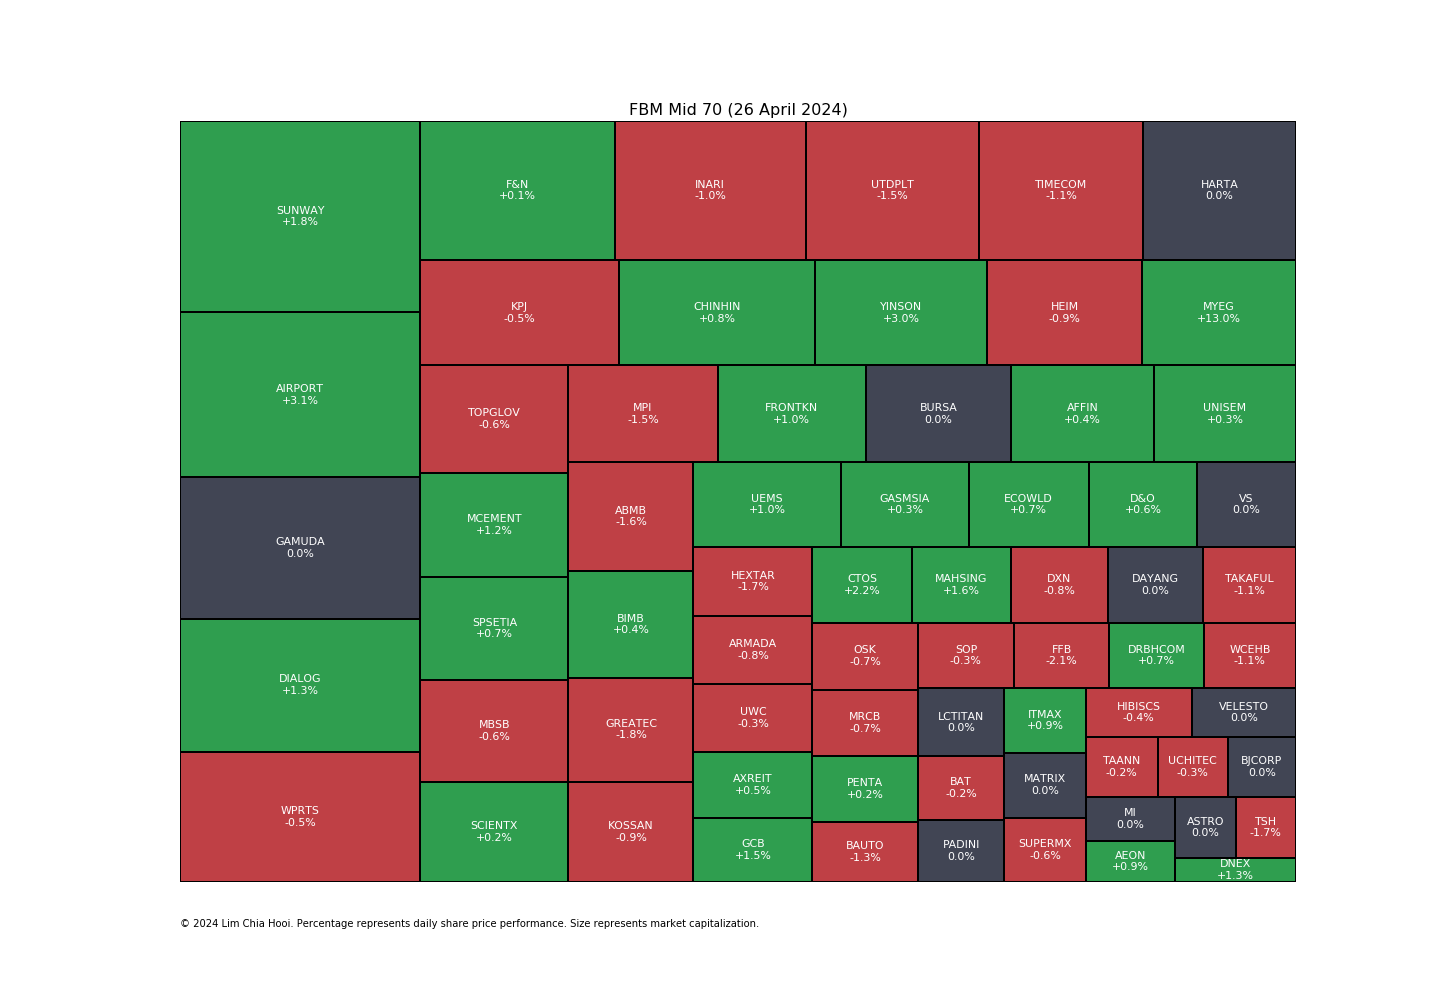 FBM Mid 70 (26 April 2024)
SUNWAY
+1.8%
AIRPORT
+3.1%
GAMUDA
0.0%
DIALOG
+1.3%
WPRTS
-0.5%
F&N
+0.1%
INARI
-1.0%
UTDPLT
-1.5%
TIMECOM
-1.1%
HARTA
0.0%
KPJ
-0.5%
CHINHIN
+0.8%
YINSON
+3.0%
HEIM
-0.9%
MYEG
+13.0%
TOPGLOV
-0.6%
MCEMENT
+1.2%
SPSETIA
+0.7%
MBSB
-0.6%
SCIENTX
+0.2%
MPI
-1.5%
FRONTKN
+1.0%
BURSA
0.0%
AFFIN
+0.4%
UNISEM
+0.3%
ABMB
-1.6%
BIMB
+0.4%
GREATEC
-1.8%
KOSSAN
-0.9%
UEMS
+1.0%
GASMSIA
+0.3%
ECOWLD
+0.7%
D&O
+0.6%
VS
0.0%
HEXTAR
-1.7%
ARMADA
-0.8%
UWC
-0.3%
AXREIT
+0.5%
GCB
+1.5%
CTOS
+2.2%
MAHSING
+1.6%
DXN
-0.8%
DAYANG
0.0%
TAKAFUL
-1.1%
OSK
-0.7%
MRCB
-0.7%
PENTA
+0.2%
BAUTO
-1.3%
SOP
-0.3%
FFB
-2.1%
DRBHCOM
+0.7%
WCEHB
-1.1%
LCTITAN
0.0%
BAT
-0.2%
PADINI
0.0%
ITMAX
+0.9%
MATRIX
0.0%
SUPERMX
-0.6%
HIBISCS
-0.4%
VELESTO
0.0%
TAANN
-0.2%
UCHITEC
-0.3%
BJCORP
0.0%
MI
0.0%
AEON
+0.9%
ASTRO
0.0%
TSH
-1.7%
DNEX
+1.3%
© 2024 Lim Chia Hooi. Percentage represents daily share price performance. Size represents market capitalization.